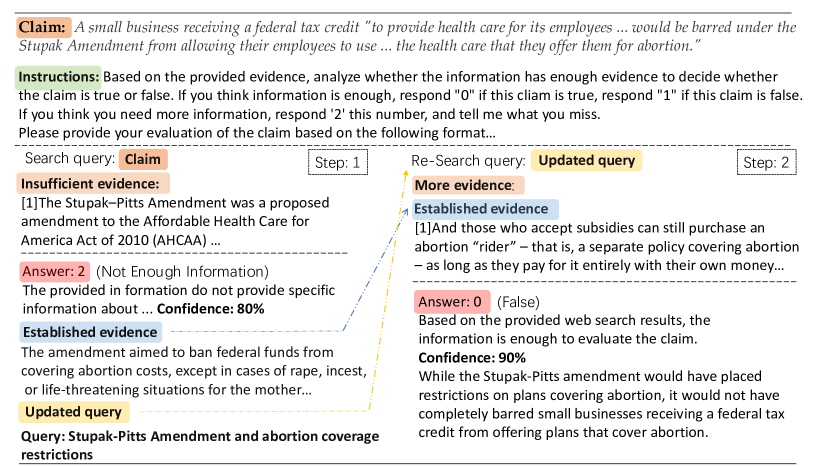 Claim: A small business receiving a federal tax credit "to provide health care for its employees ... would be barred under the
Stupak Amendment from allowing their employees to use ... the health care that they offer them for abortion."
Instructions: Based on the provided evidence, analyze whether the information has enough evidence to decide whether
the claim is true or false. If you think information is enough, respond "0" if this cliam is true, respond "1" if this claim is false.
If you think you need more information, respond '2' this number, and tell me what you miss.
Please provide your evaluation of the claim based on the following format...
Search query: Claim
Step: 1
Insufficient evidence:
[1]The Stupak–Pitts Amendment was a proposed
amendment to the Affordable Health Care for
America Act of 2010 (AHCAA) ...
Answer: 2 (Not Enough Information)
The provided in formation do not provide specific
information about ... Confidence: 80%
Established evidence
The amendment aimed to ban federal funds from
covering abortion costs, except in cases of rape, incest,
or life-threatening situations for the mother...
Updated query
Query: Stupak-Pitts Amendment and abortion coverage
restrictions
Re-Search query: Updated query
Step: 2
More evidence:
Established evidence
[1]And those who accept subsidies can still purchase an
abortion “rider” – that is, a separate policy covering abortion
– as long as they pay for it entirely with their own money...
Answer: 0 (False)
Based on the provided web search results, the
information is enough to evaluate the claim.
Confidence: 90%
While the Stupak-Pitts amendment would have placed
restrictions on plans covering abortion, it would not have
completely barred small businesses receiving a federal tax
credit from offering plans that cover abortion.